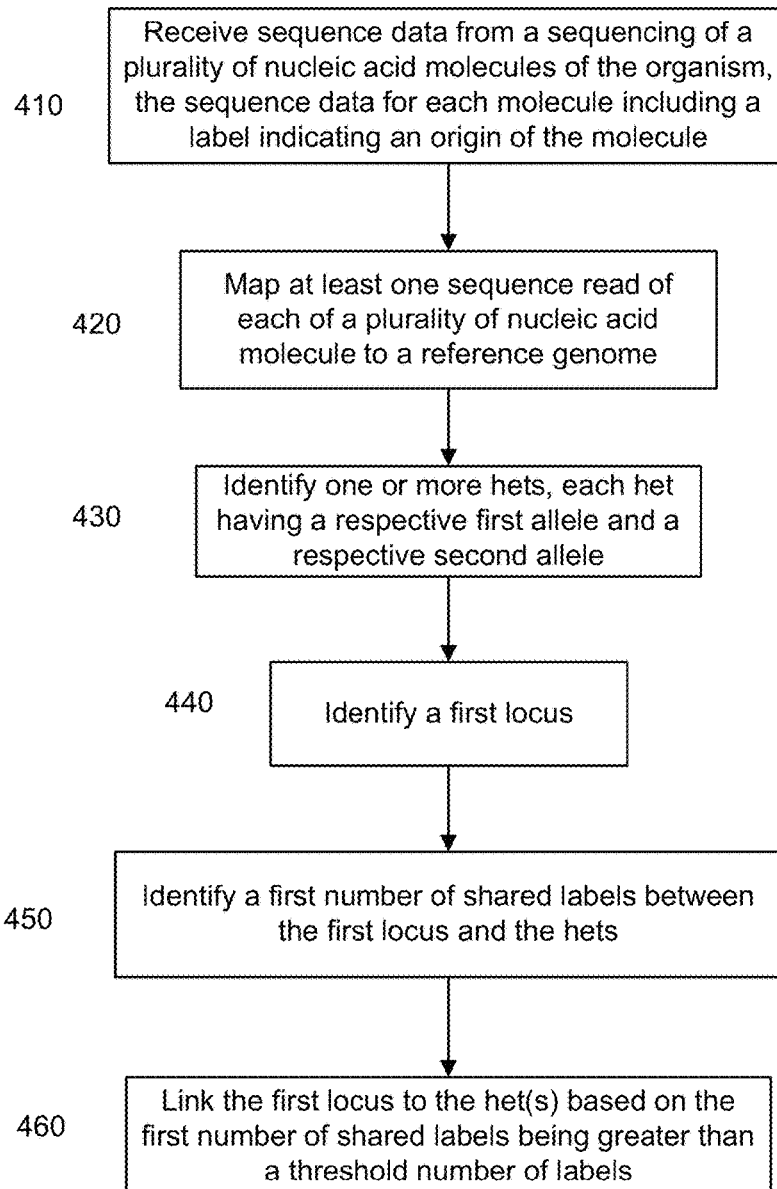 Receive sequence data from a sequencing of a
plurality of nucleic acid molecules of the organism,
the sequence data for each molecule including a
label indicating an origin of the molecule
410
Map at least one sequence read of
each of a plurality of nucleic acid
molecule to a reference genome
420
Identify one or more hets, each het
having a respective first allele and a
respective second allele
430
440
Identify a first locus
Identify a first number of shared labels between
the first locus and the hets
450
Link the first locus to the het(s) based on the
first number of shared labels being greater than
a threshold number of labels
460